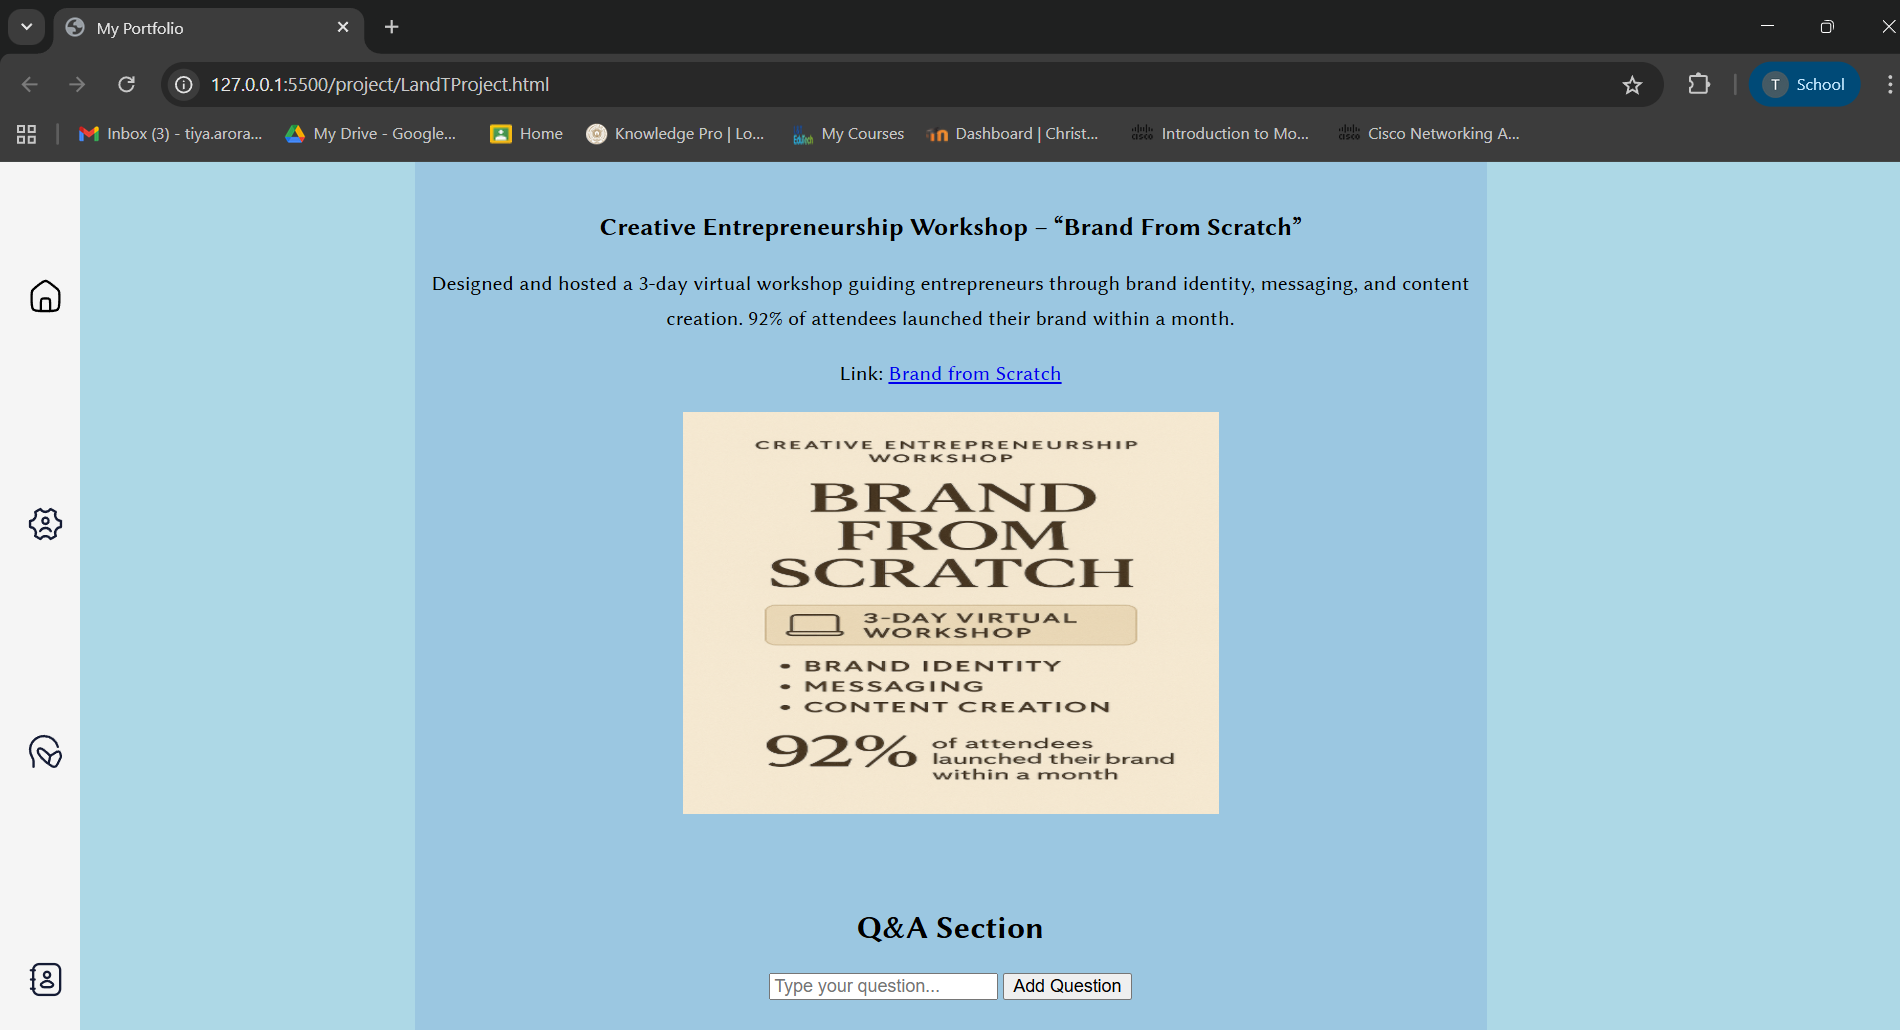 My Portfolio
127.0.0.1:5500/project/LandTProject.html
T School
Inbox (3) - tiya.arora... My Drive - Google... Home Knowledge Pro | Lo... My Courses Dashboard | Christ... Introduction to Mo... Cisco Networking A...
Creative Entrepreneurship Workshop – “Brand From Scratch”
Designed and hosted a 3-day virtual workshop guiding entrepreneurs through brand identity, messaging, and content
creation. 92% of attendees launched their brand within a month.
Link: Brand from Scratch
CREATIVE ENTREPRENEURSHIP
WORKSHOP
BRAND
FROM
SCRATCH
3-DAY VIRTUAL
WORKSHOP
• BRAND IDENTITY
• MESSAGING
• CONTENT CREATION
92% of attendees
launched their brand
within a month
Q&A Section
Type your question... Add Question